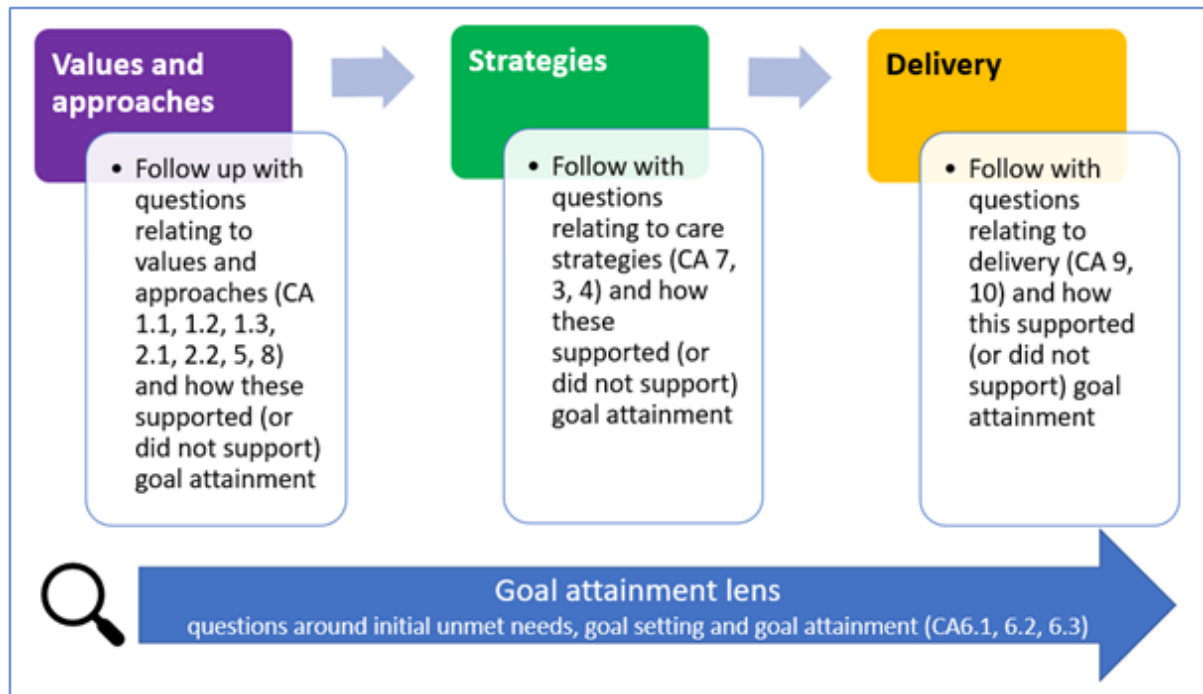 Values and
approaches
• Follow up with
questions
relating to
values and
approaches (CA
1.1, 1.2, 1.3,
2.1, 2.2, 5, 8)
and how these
supported (or
did not support)
goal attainment
Strategies
• Follow with
questions
relating to care
strategies (CA 7,
3, 4) and how
these
supported (or
did not support)
goal attainment
Delivery
• Follow with
questions
relating to
delivery (CA 9,
10) and how
this supported
(or did not
support) goal
attainment
Goal attainment lens
questions around initial unmet needs, goal setting and goal attainment (CA6.1, 6.2, 6.3)